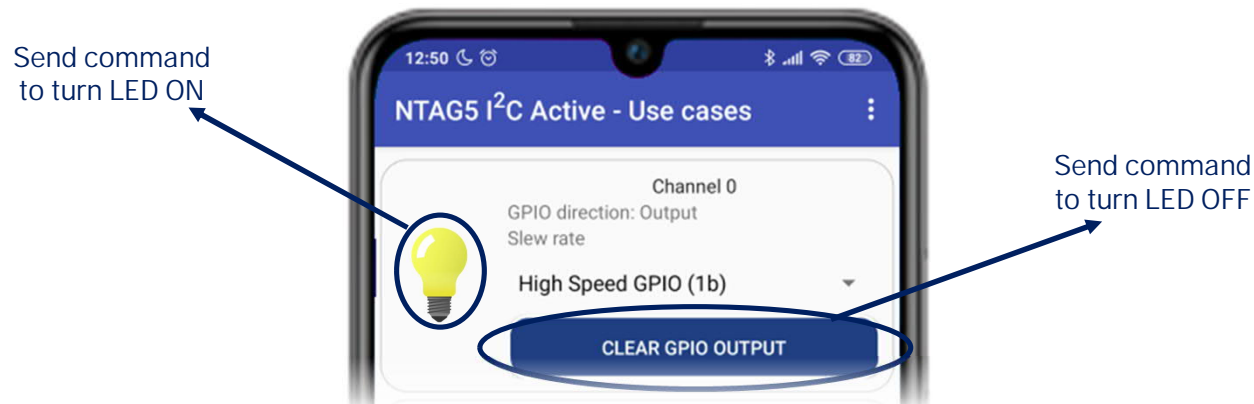 Send command
to turn LED ON
12:50
82
NTAG5 I²C Active - Use cases
Channel 0
GPIO direction: Output
Slew rate
High Speed GPIO (1b)
CLEAR GPIO OUTPUT
Send command
to turn LED OFF